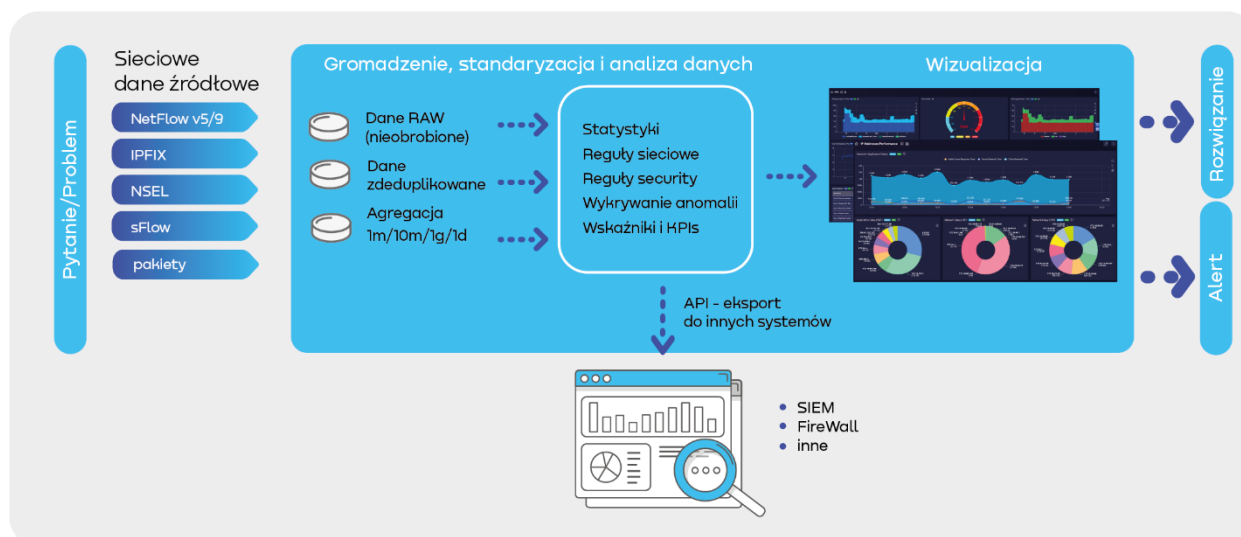 Pytanie/Problem
Sieciowe
dane źródłowe
NetFlow v5/9
IPFIX
NSEL
sFlow
pakiety
Gromadzenie, standaryzacja i analiza danych
Dane RAW
(nieobrobione)
Dane
zdeduplikowane
Agregacja
1m/10m/1g/1d
Statystyki
Reguły sieciowe
Reguły security
Wykrywanie anomalii
Wskaźniki i KPIs
Wizualizacja
API - eksport
do innych systemów
SIEM
FireWall
inne
Rozwiązanie
Alert